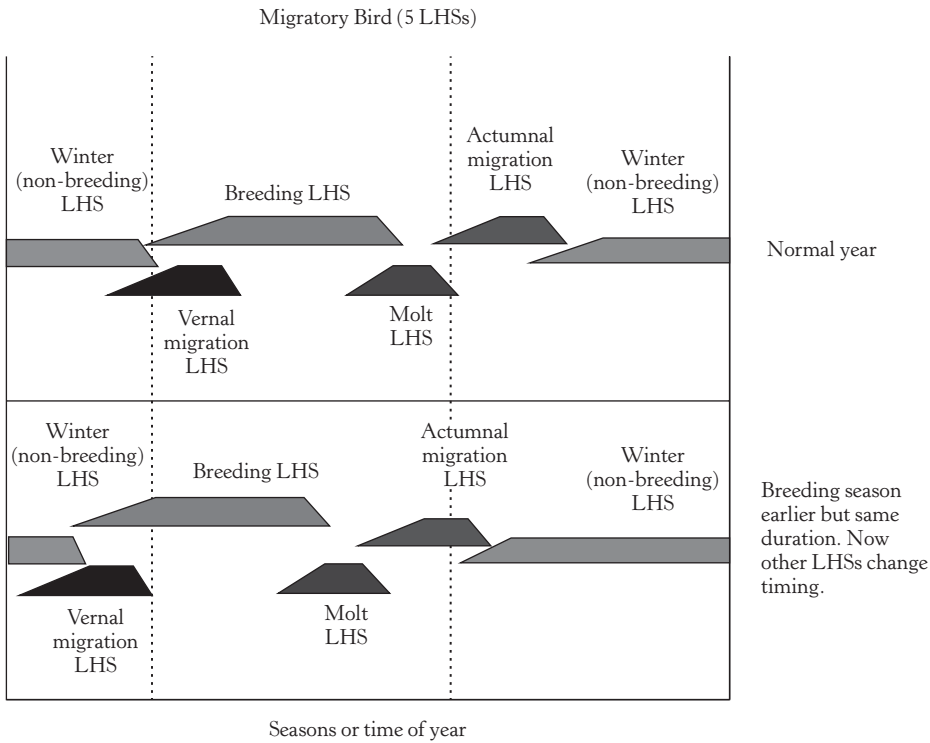 Migratory Bird (5 LHSs)
Winter
(non-breeding)
LHS
Breeding LHS
Actumnal
migration
LHS
Winter
(non-breeding)
LHS
Normal year
Vernal
migration
LHS
Molt
LHS
Winter
(non-breeding)
LHS
Breeding LHS
Actumnal
migration
LHS
Winter
(non-breeding)
LHS
Breeding season
earlier but same
duration. Now
other LHSs change
timing.
Vernal
migration
LHS
Molt
LHS
Seasons or time of year